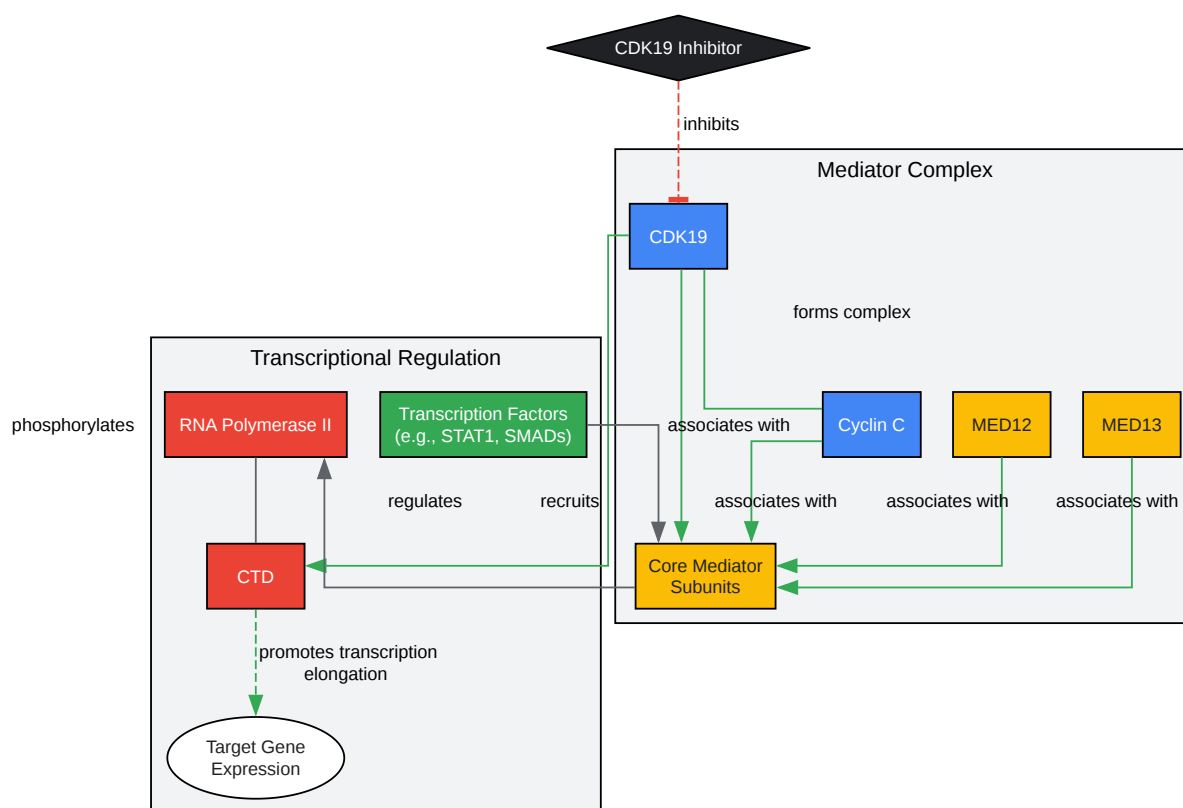 CDK19 Inhibitor
inhibits
Mediator Complex
CDK19
forms complex
Transcriptional Regulation
RNA Polymerase II
Transcription Factors
(e.g., STAT1, SMADs)
phosphorylates
associates with
Cyclin C
MED12
MED13
regulates
recruits
associates with
associates with
associates with
CTD
Core Mediator
Subunits
promotes transcription
elongation
Target Gene
Expression